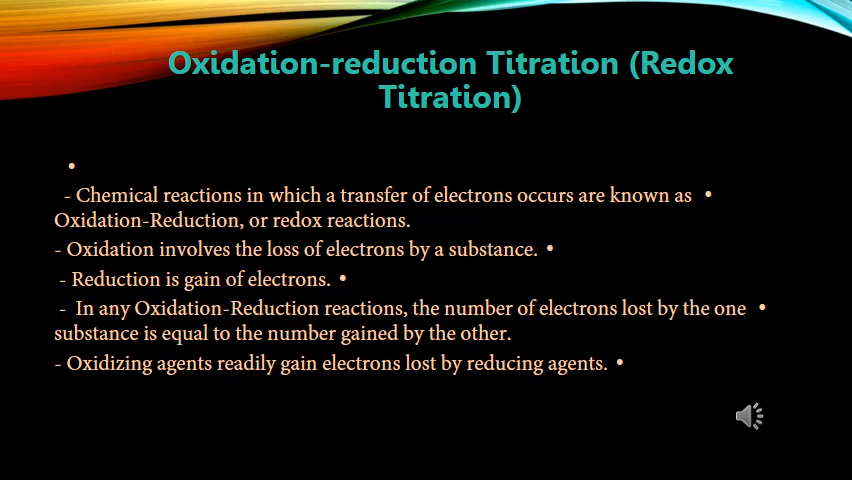 Oxidation-reduction Titration (Redox
Titration)
•
- Chemical reactions in which a transfer of electrons occurs are known as •
Oxidation-Reduction, or redox reactions.
- Oxidation involves the loss of electrons by a substance. •
- Reduction is gain of electrons. •
- In any Oxidation-Reduction reactions, the number of electrons lost by the one •
substance is equal to the number gained by the other.
- Oxidizing agents readily gain electrons lost by reducing agents. •